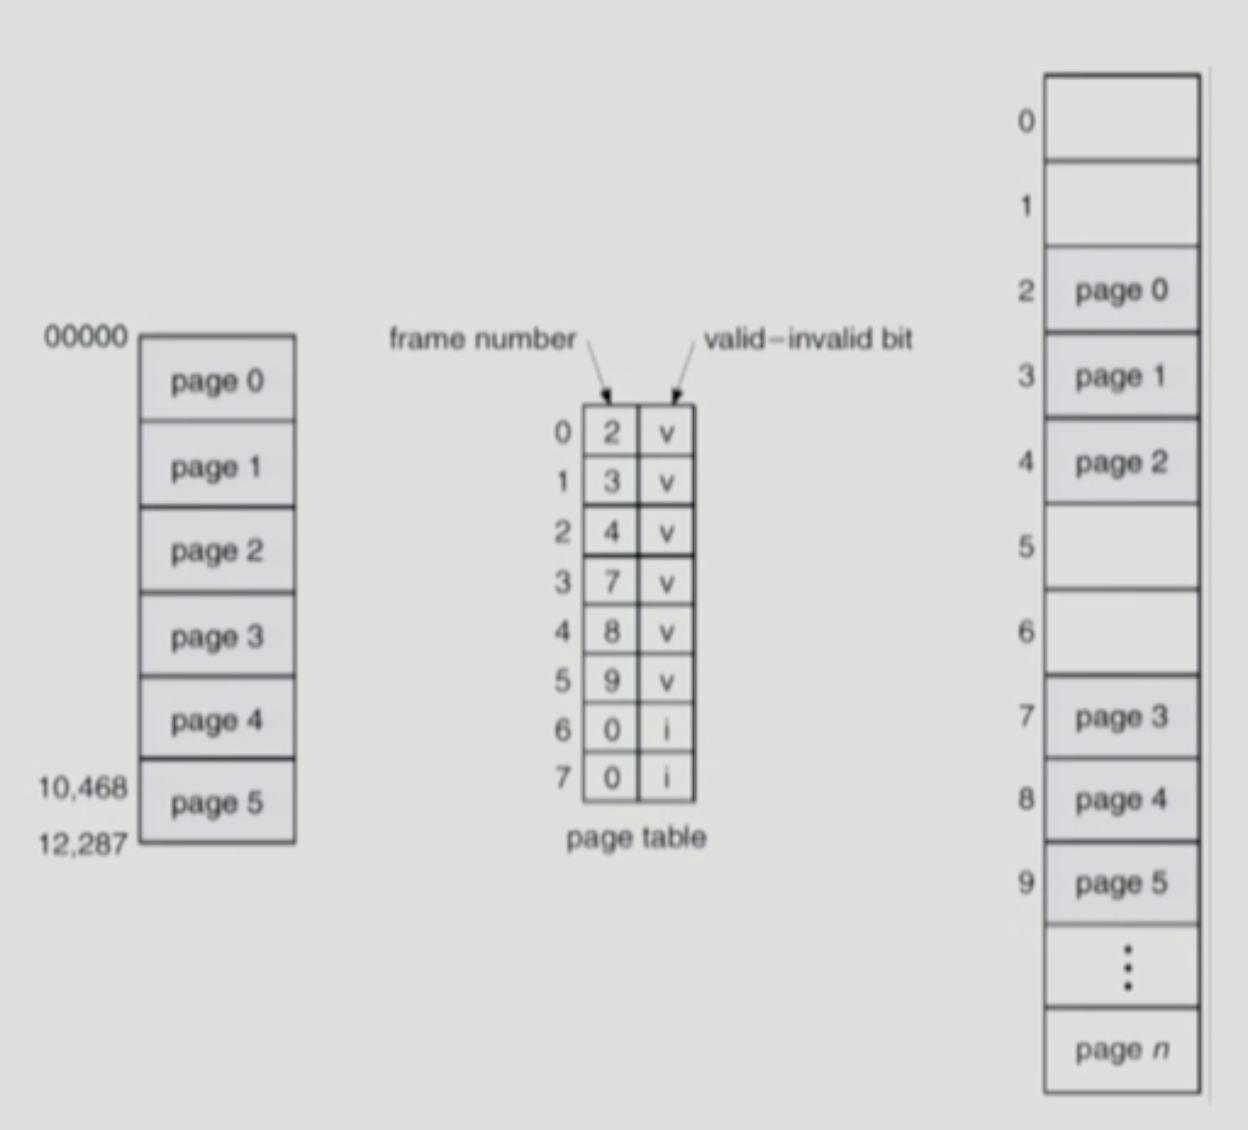 00000
page 0
page 1
page 2
page 3
page 4
10,468
page 5
12,287
frame number
valid–invalid bit
0 2 v
1 3 v
2 4 v
3 7 v
4 8 v
5 9 v
6 0 i
7 0 i
page table
0
1
2 page 0
3 page 1
4 page 2
5
6
7 page 3
8 page 4
9 page 5
⋮
page n